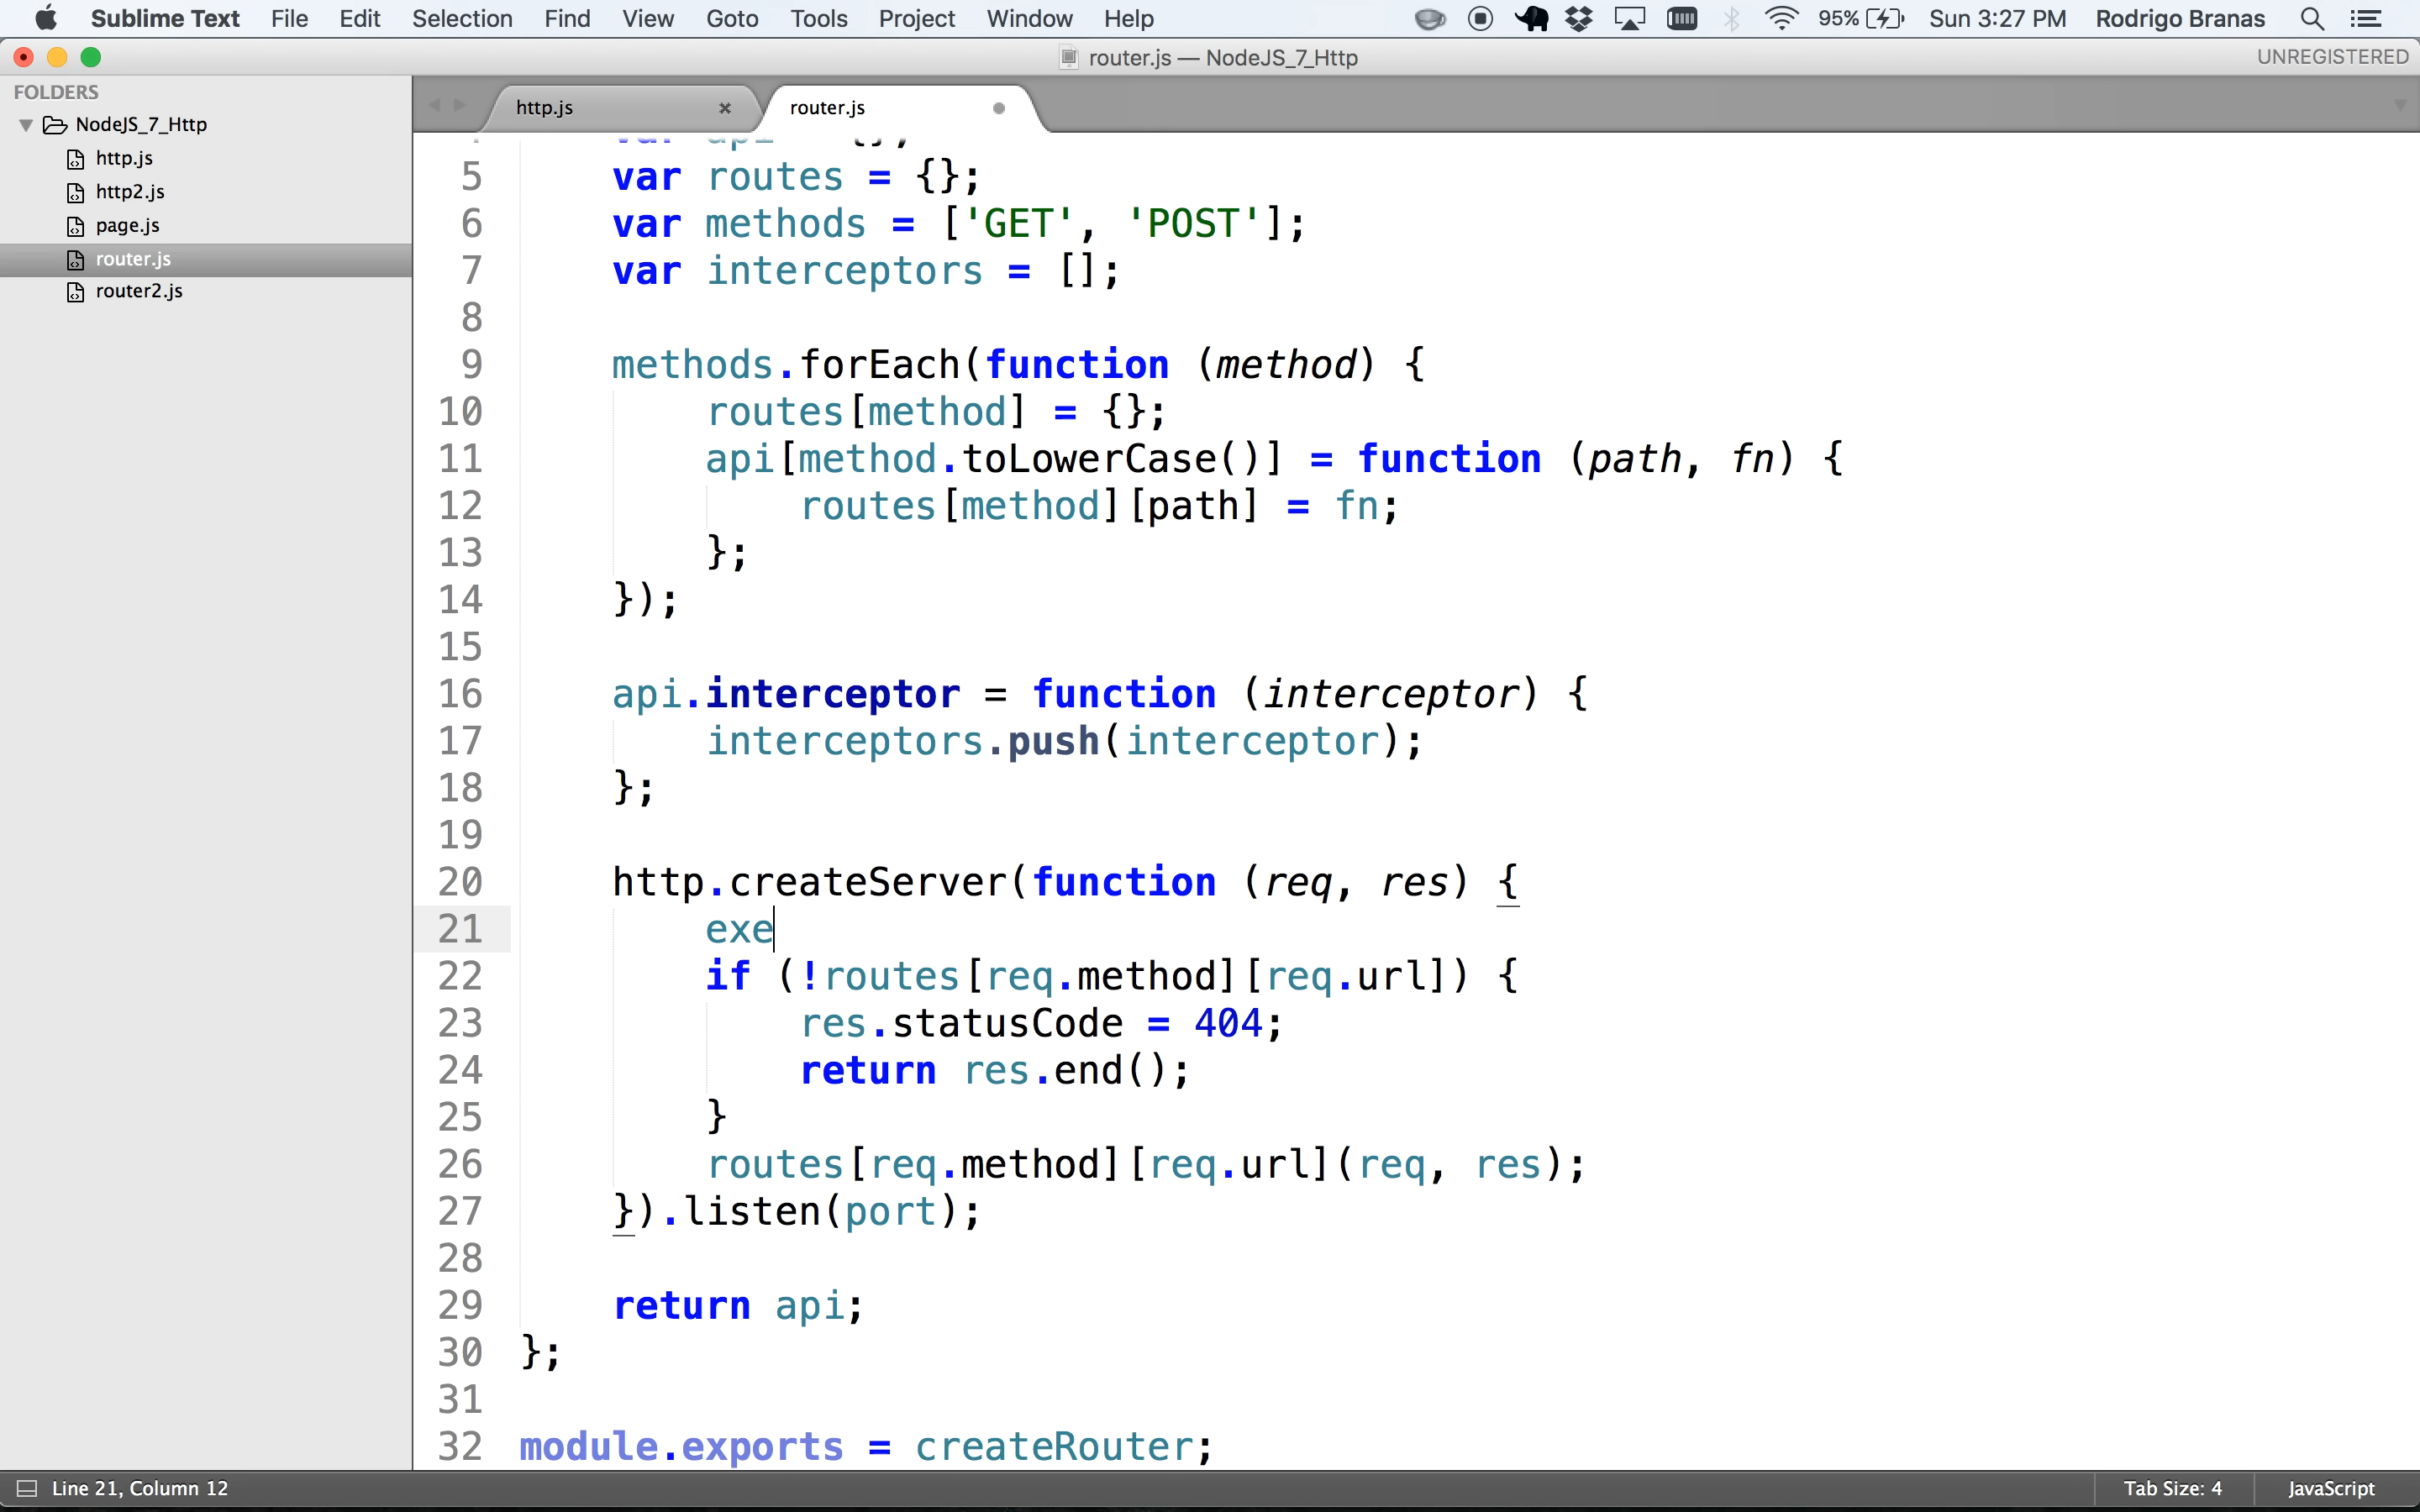 Sublime Text File Edit Selection Find View Goto Tools Project Window Help 95% Sun 3:27 PM Rodrigo Branas
router.js — NodeJS_7_Http UNREGISTERED
FOLDERS
NodeJS_7_Http
http.js
http2.js
page.js
router.js
router2.js
http.js × router.js
var api = {};
5 var routes = {};
6 var methods = ['GET', 'POST'];
7 var interceptors = [];
8
9 methods.forEach(function (method) {
10 routes[method] = {};
11 api[method.toLowerCase()] = function (path, fn) {
12 routes[method][path] = fn;
13 };
14 });
15
16 api.interceptor = function (interceptor) {
17 interceptors.push(interceptor);
18 };
19
20 http.createServer(function (req, res) {
21 exe
22 if (!routes[req.method][req.url]) {
23 res.statusCode = 404;
24 return res.end();
25 }
26 routes[req.method][req.url](req, res);
27 }).listen(port);
28
29 return api;
30 };
31
32 module.exports = createRouter;
Line 21, Column 12 Tab Size: 4 JavaScript